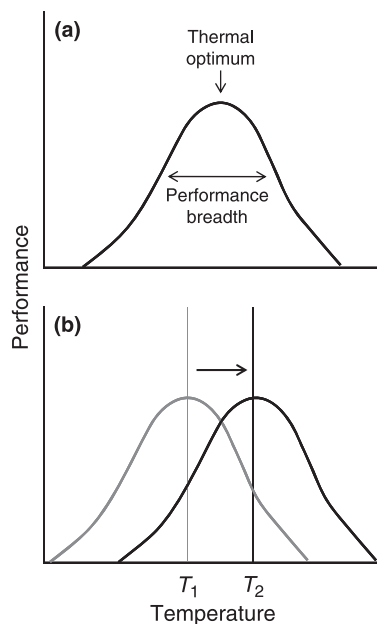 (a)
Thermal
optimum
Performance
breadth
Performance
(b)
T1
T2
Temperature